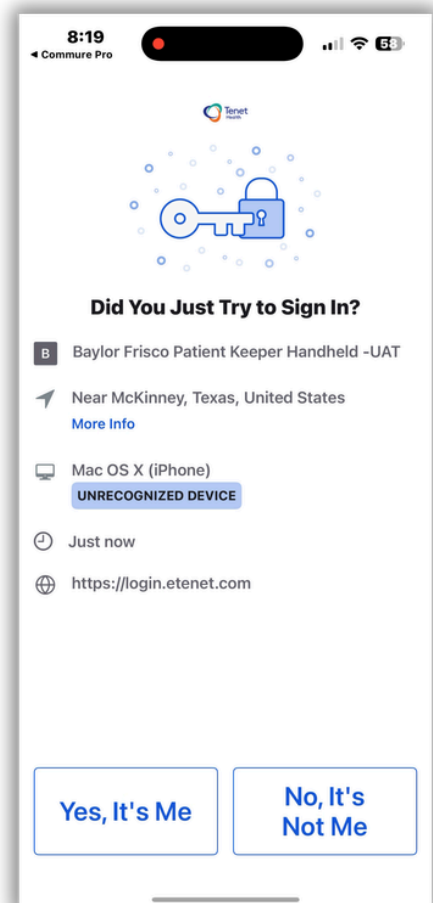 8:19
58
◀ Commure Pro
Tenet
Health
Did You Just Try to Sign In?
B
Baylor Frisco Patient Keeper Handheld -UAT
Near McKinney, Texas, United States
More Info
Mac OS X (iPhone)
UNRECOGNIZED DEVICE
Just now
https://login.etenet.com
Yes, It's Me
No, It's
Not Me